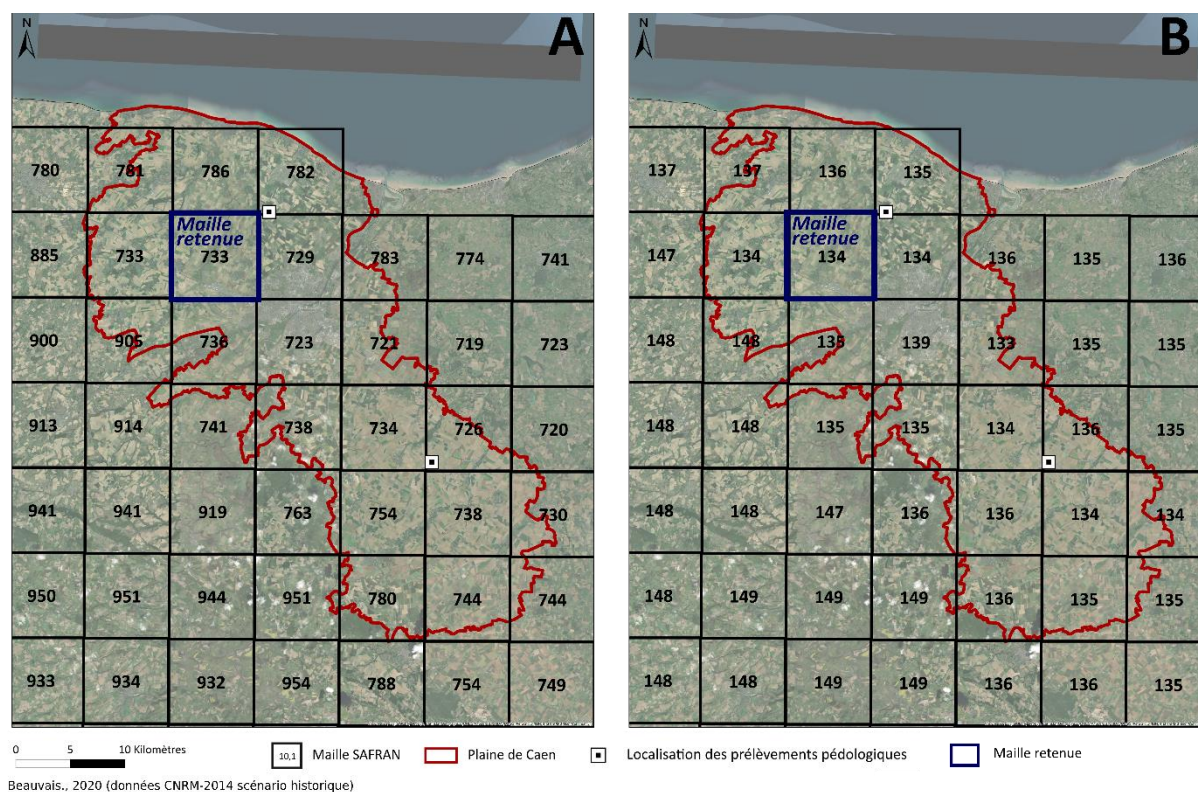 N
A
780 781 786 782
Maille
retenue
885 733 733 729 783 774 741
900 905 736 723 721 719 723
913 914 741 738 734 726 720
941 941 919 763 754 738 730
950 951 944 951 780 744 744
933 934 932 954 788 754 749
N
B
137 137 136 135
Maille
retenue
147 134 134 134 136 135 136
148 148 135 139 133 135 135
148 148 135 135 134 136 135
148 148 147 136 136 134 134
148 149 149 149 136 135 135
148 148 149 149 136 136 135
0 5 10 Kilomètres
10,1 Maille SAFRAN Plaine de Caen Localisation des prélèvements pédologiques Maille retenue
Beauvais., 2020 (données CNRM-2014 scénario historique)